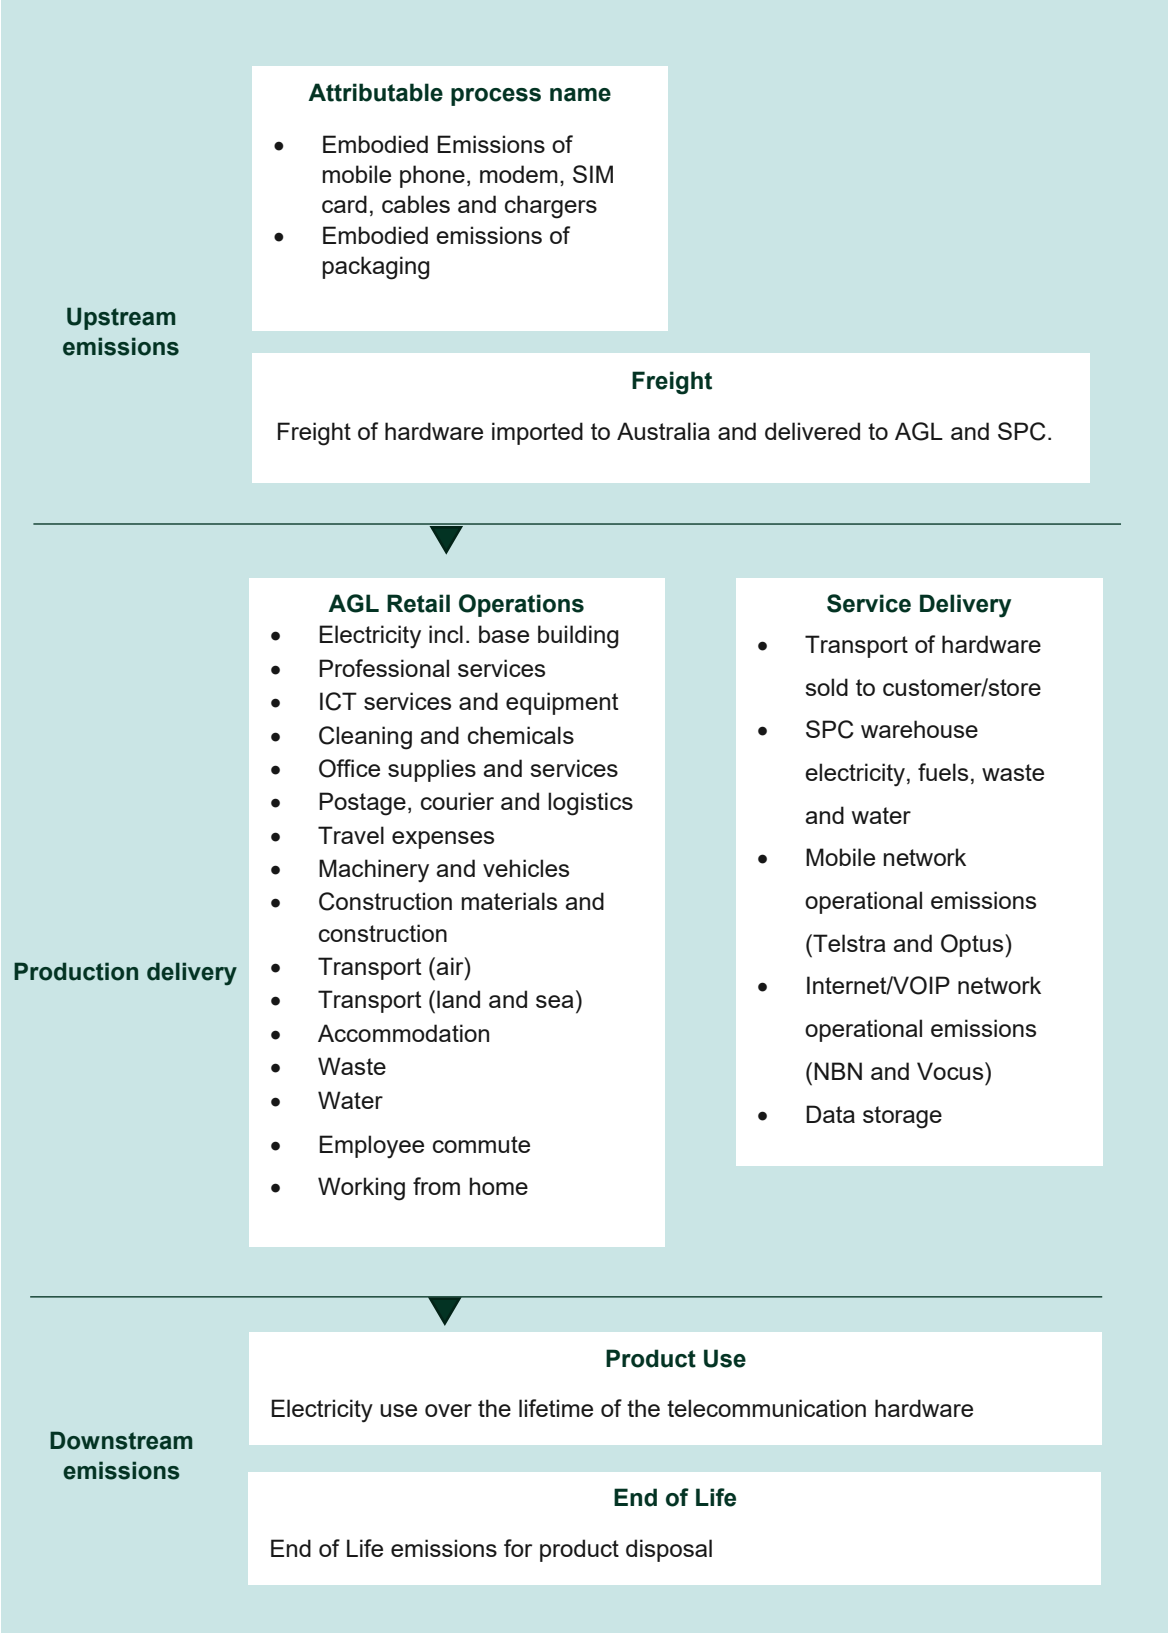 Attributable process name
• Embodied Emissions of
mobile phone, modem, SIM
card, cables and chargers
• Embodied emissions of
packaging
Upstream
emissions
Freight
Freight of hardware imported to Australia and delivered to AGL and SPC.
Production delivery
AGL Retail Operations
• Electricity incl. base building
• Professional services
• ICT services and equipment
• Cleaning and chemicals
• Office supplies and services
• Postage, courier and logistics
• Travel expenses
• Machinery and vehicles
• Construction materials and
construction
• Transport (air)
• Transport (land and sea)
• Accommodation
• Waste
• Water
• Employee commute
• Working from home
Service Delivery
• Transport of hardware
sold to customer/store
• SPC warehouse
electricity, fuels, waste
and water
• Mobile network
operational emissions
(Telstra and Optus)
• Internet/VOIP network
operational emissions
(NBN and Vocus)
• Data storage
Downstream
emissions
Product Use
Electricity use over the lifetime of the telecommunication hardware
End of Life
End of Life emissions for product disposal